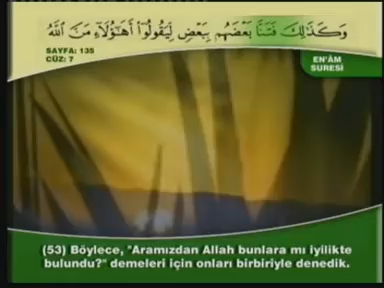 وَكَذَٰلِكَ فَتَنَّا بَعْضَهُم بِبَعْضٍ لِّيَقُولُوٓا۟ أَهَٰٓؤُلَآءِ مَنَّ ٱللَّهُ
SAYFA: 135
CÜZ: 7
EN'ÂM
SURESİ
(53) Böylece, "Aramızdan Allah bunlara mı iyilikte
bulundu?" demeleri için onları birbiriyle denedik.